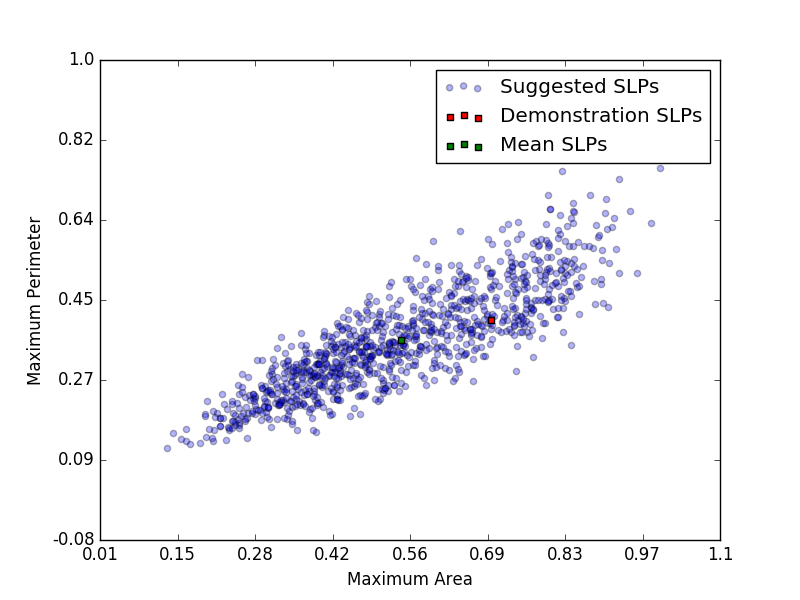 1.0
0.82
0.64
0.45
0.27
0.09
-0.08
Maximum Perimeter
Suggested SLPs
Demonstration SLPs
Mean SLPs
0.01 0.15 0.28 0.42 0.56 0.69 0.83 0.97 1.1
Maximum Area